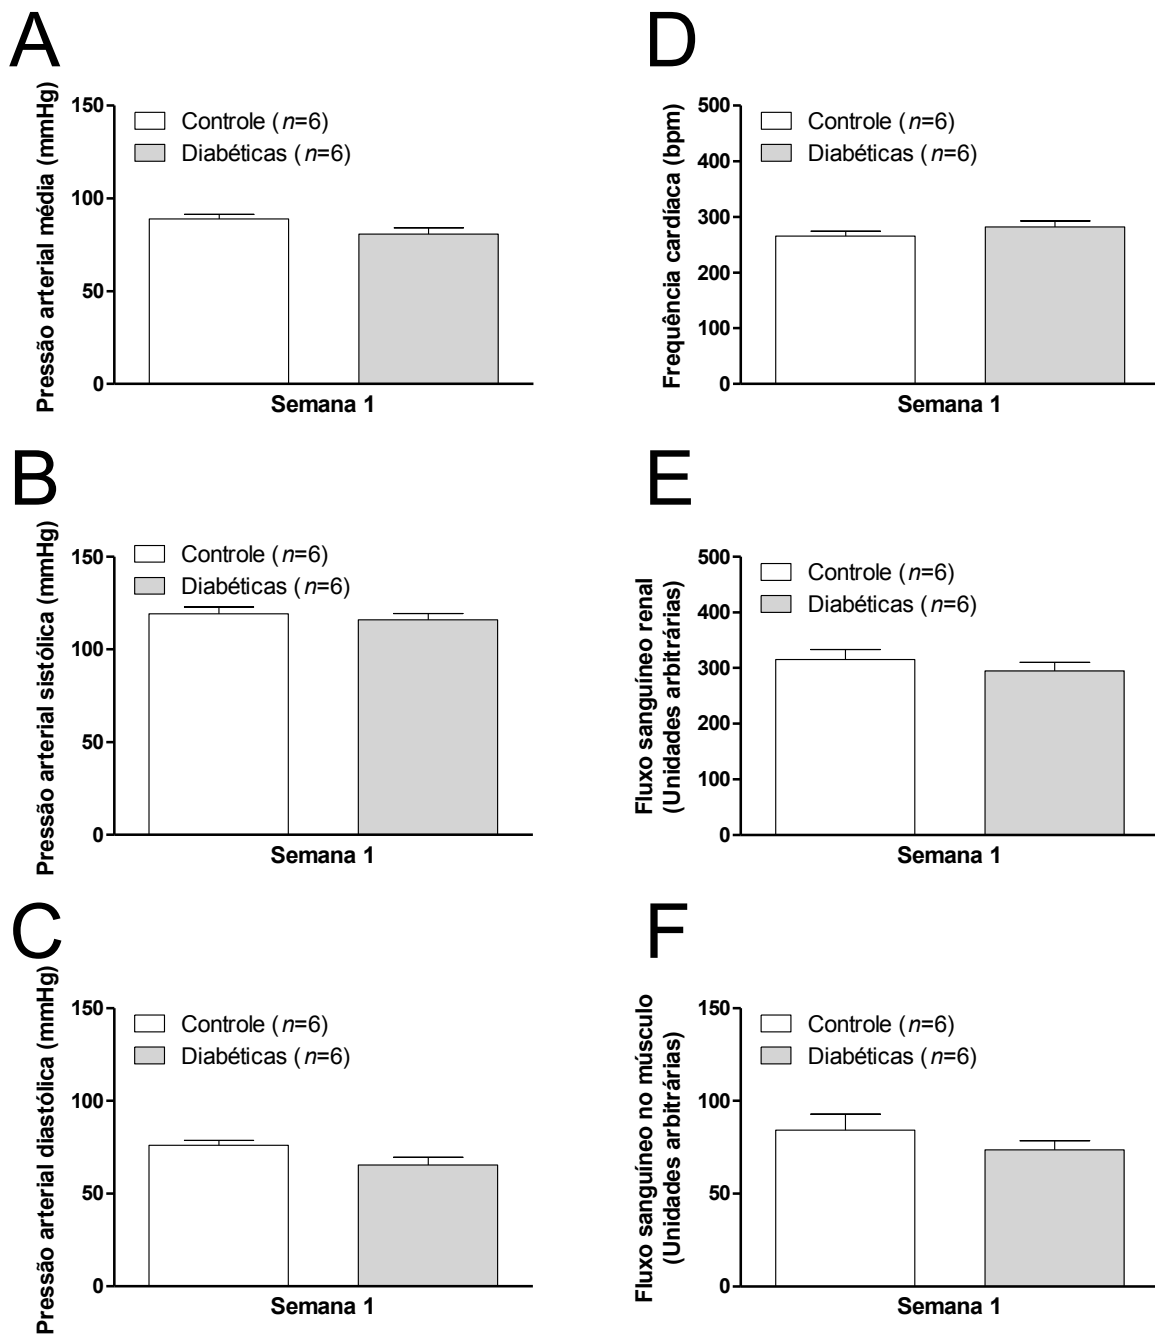 A
Pressão arterial média (mmHg)
150
100
50
0
Controle (n=6)
Diabéticas (n=6)
Semana 1
D
Frequência cardíaca (bpm)
500
400
300
200
100
0
Controle (n=6)
Diabéticas (n=6)
Semana 1
B
Pressão arterial sistólica (mmHg)
150
100
50
0
Controle (n=6)
Diabéticas (n=6)
Semana 1
E
Fluxo sanguíneo renal
(Unidades arbitrárias)
500
400
300
200
100
0
Controle (n=6)
Diabéticas (n=6)
Semana 1
C
Pressão arterial diastólica (mmHg)
150
100
50
0
Controle (n=6)
Diabéticas (n=6)
Semana 1
F
Fluxo sanguíneo no músculo
(Unidades arbitrárias)
150
100
50
0
Controle (n=6)
Diabéticas (n=6)
Semana 1